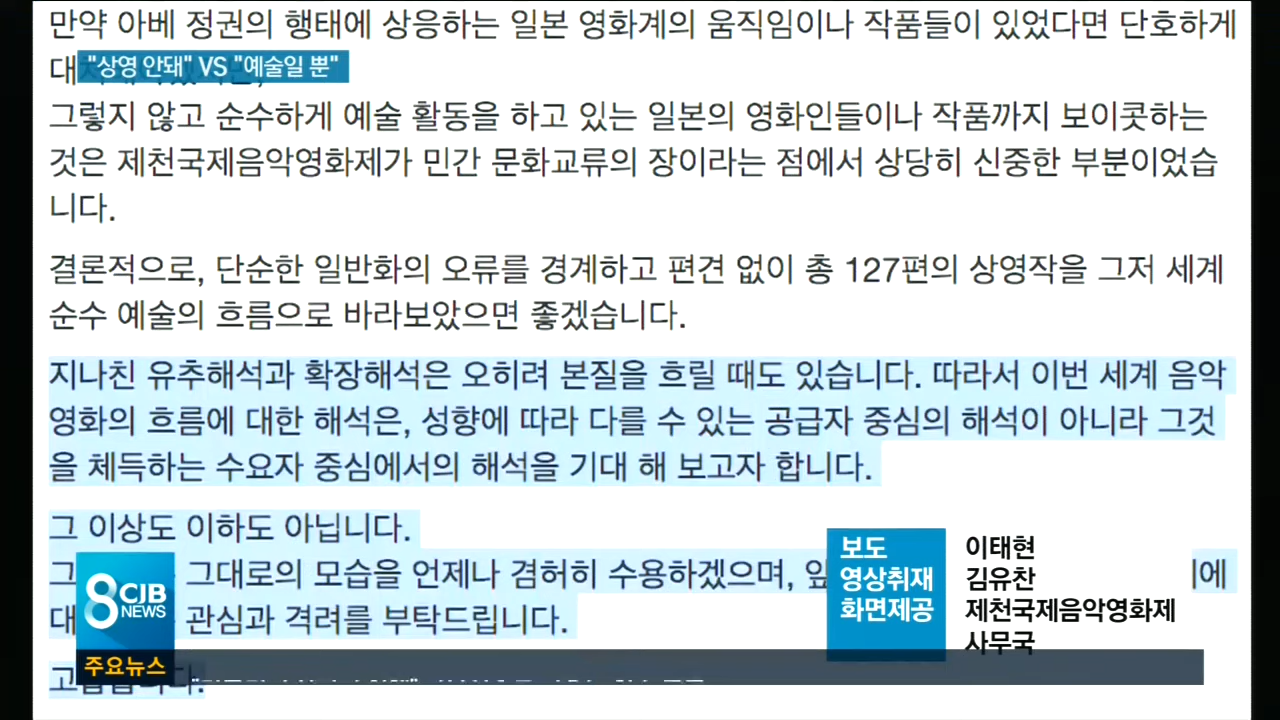 만약 아베 정권의 행태에 상응하는 일본 영화계의 움직임이나 작품들이 있었다면 단호하게
대
"상영 안돼" VS "예술일 뿐"
그렇지 않고 순수하게 예술 활동을 하고 있는 일본의 영화인들이나 작품까지 보이콧하는
것은 제천국제음악영화제가 민간 문화교류의 장이라는 점에서 상당히 신중한 부분이었습
니다.
결론적으로, 단순한 일반화의 오류를 경계하고 편견 없이 총 127편의 상영작을 그저 세계
순수 예술의 흐름으로 바라보았으면 좋겠습니다.
지나친 유추해석과 확장해석은 오히려 본질을 흐릴 때도 있습니다. 따라서 이번 세계 음악
영화의 흐름에 대한 해석은, 성향에 따라 다를 수 있는 공급자 중심의 해석이 아니라 그것
을 체득하는 수요자 중심에서의 해석을 기대 해 보고자 합니다.
그 이상도 이하도 아닙니다.
그대로의 모습을 언제나 겸허히 수용하겠으며,
관심과 격려를 부탁드립니다.
보도 이태현
영상취재 김유찬
화면제공 제천국제음악영화제
사무국
8 CJB
NEWS
주요뉴스